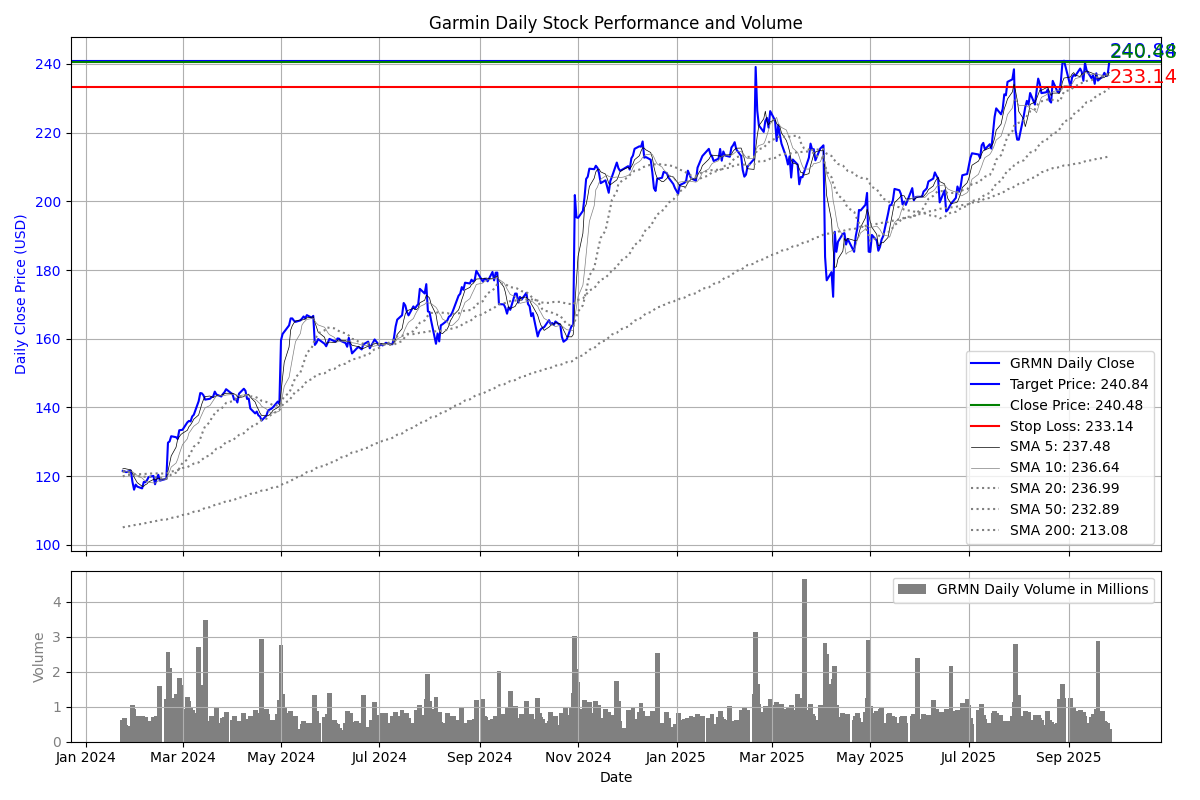 Garmin Daily Stock Performance and Volume
240.84
240.48
233.14
240
220
200
180
160
140
120
100
Daily Close Price (USD)
GRMN Daily Close
Target Price: 240.84
Close Price: 240.48
Stop Loss: 233.14
SMA 5: 237.48
SMA 10: 236.64
SMA 20: 236.99
SMA 50: 232.89
SMA 200: 213.08
GRMN Daily Volume in Millions
4
3
2
1
0
Volume
Jan 2024 Mar 2024 May 2024 Jul 2024 Sep 2024 Nov 2024 Jan 2025 Mar 2025 May 2025 Jul 2025 Sep 2025
Date